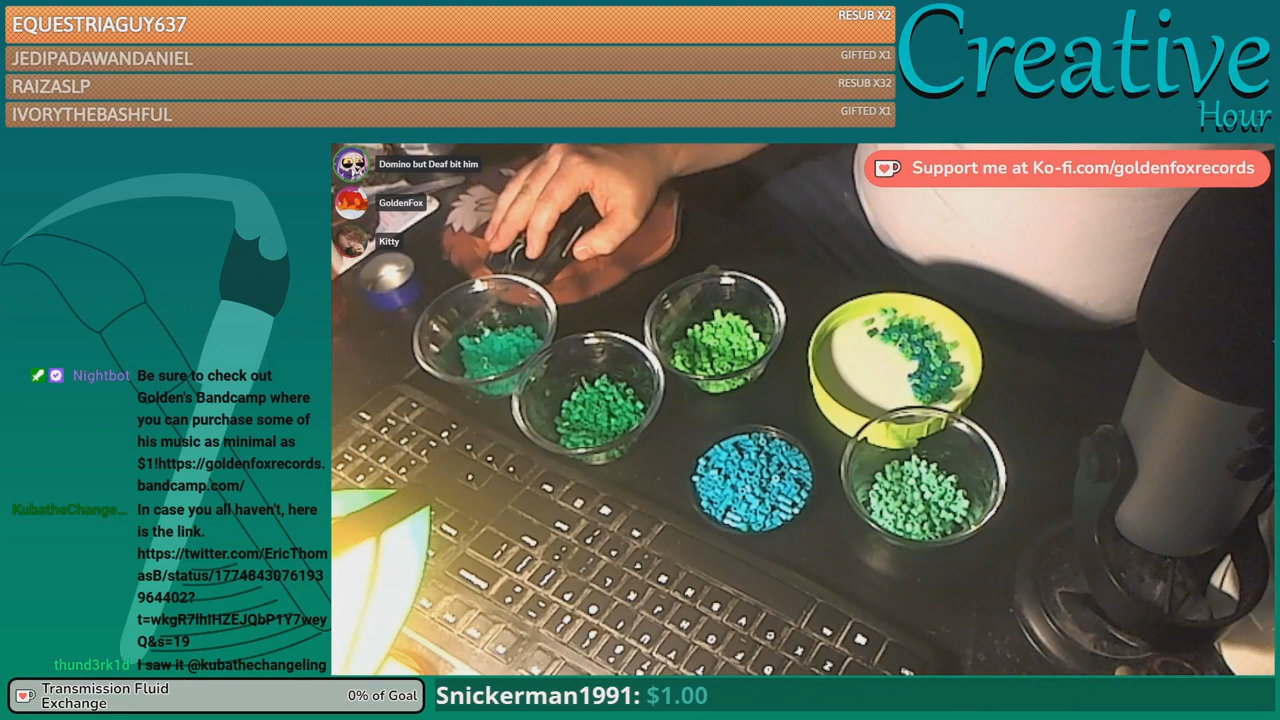 EQUESTRIAGUY637
RESUB X2
JEDIPADAWANDANIEL
GIFTED X1
RAIZASLP
RESUB X32
IVORYTHEBASHFUL
GIFTED X1
Creative
Hour
Domino but Deaf bit him
GoldenFox
Kitty
Support me at Ko-fi.com/goldenfoxrecords
Nightbot Be sure to check out
Golden's Bandcamp where
you can purchase some of
his music as minimal as
$1!https://goldenfoxrecords.
bandcamp.com/
KubatheChange... In case you all haven't, here
is the link.
https://twitter.com/EricThom
asB/status/1774843076193
964402?
t=wkgR7lhIHZEJQbP1Y7wey
Q&s=19
thund3rk1d I saw it @kubathechangeling
Transmission Fluid
Exchange
0% of Goal
Snickerman1991: $1.00